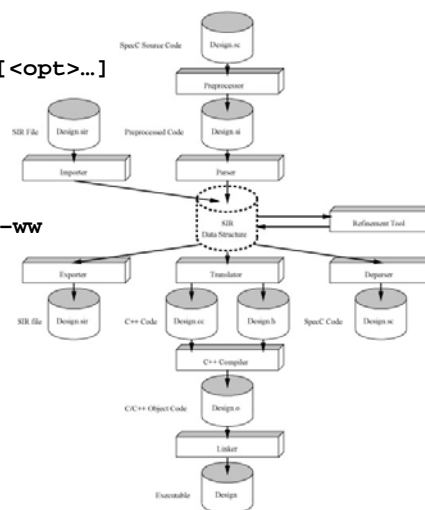 SpecC Source Code Design.sc
[<opt>…]
Preprocessor
SIR File Design.sir Preprocessed Code Design.si
Importer Parser
SIR
Data Structure
Refinement Tool
-ww
Exporter Translator Deparser
SIR file Design.sir C++ Code Design.cc Design.h SpecC Code Design.sc
C++ Compiler
C/C++ Object Code Design.o
Linker
Executable Design